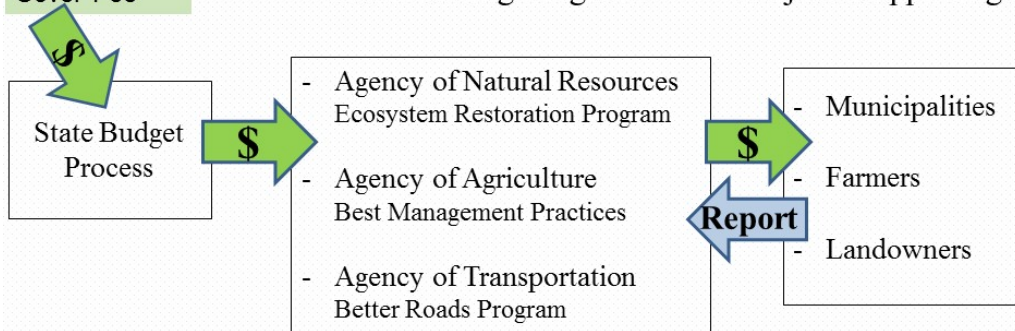 $
State Budget
Process
$
- Agency of Natural Resources
Ecosystem Restoration Program
- Agency of Agriculture
Best Management Practices
- Agency of Transportation
Better Roads Program
$
Report
- Municipalities
- Farmers
- Landowners